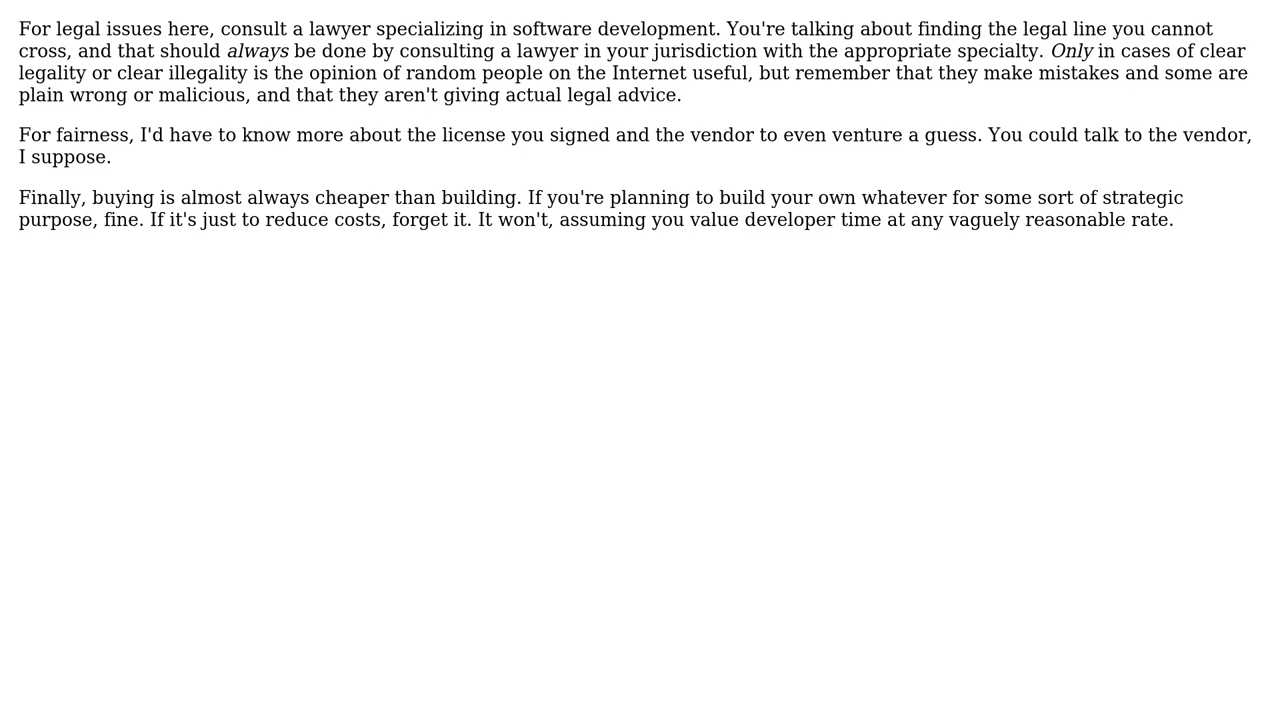 For legal issues here, consult a lawyer specializing in software development. You're talking about finding the legal line you cannot
cross, and that should always be done by consulting a lawyer in your jurisdiction with the appropriate specialty. Only in cases of clear
legality or clear illegality is the opinion of random people on the Internet useful, but remember that they make mistakes and some are
plain wrong or malicious, and that they aren't giving actual legal advice.
For fairness, I'd have to know more about the license you signed and the vendor to even venture a guess. You could talk to the vendor,
I suppose.
Finally, buying is almost always cheaper than building. If you're planning to build your own whatever for some sort of strategic
purpose, fine. If it's just to reduce costs, forget it. It won't, assuming you value developer time at any vaguely reasonable rate.